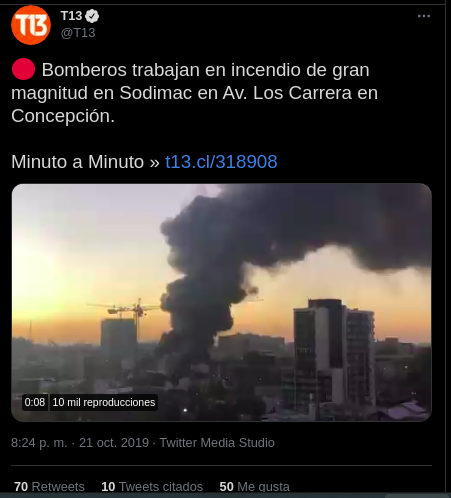 T13
T13
@T13
Bomberos trabajan en incendio de gran
magnitud en Sodimac en Av. Los Carrera en
Concepción.
Minuto a Minuto » t13.cl/318908
0:08 10 mil reproducciones
8:24 p. m. · 21 oct. 2019 · Twitter Media Studio
70 Retweets 10 Tweets citados 50 Me gusta